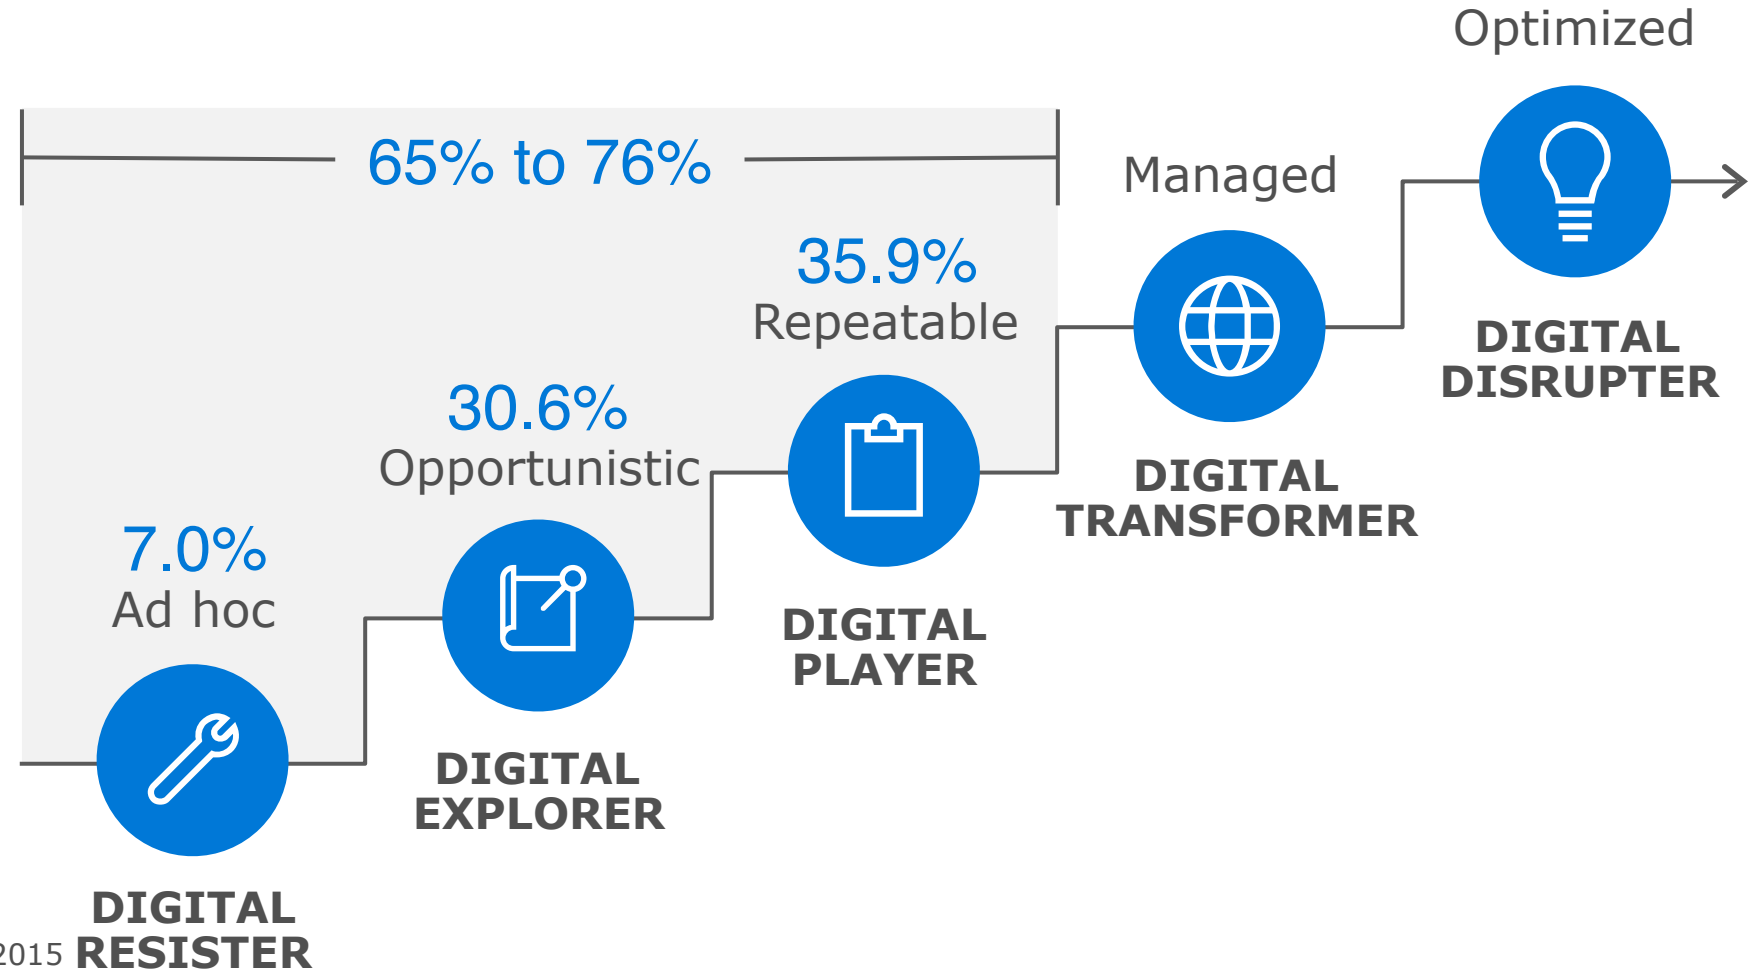 Optimized
65% to 76%
Managed
35.9%
Repeatable
DIGITAL
DISRUPTER
30.6%
Opportunistic
DIGITAL
TRANSFORMER
7.0%
Ad hoc
DIGITAL
PLAYER
DIGITAL
EXPLORER
DIGITAL
RESISTER
2015